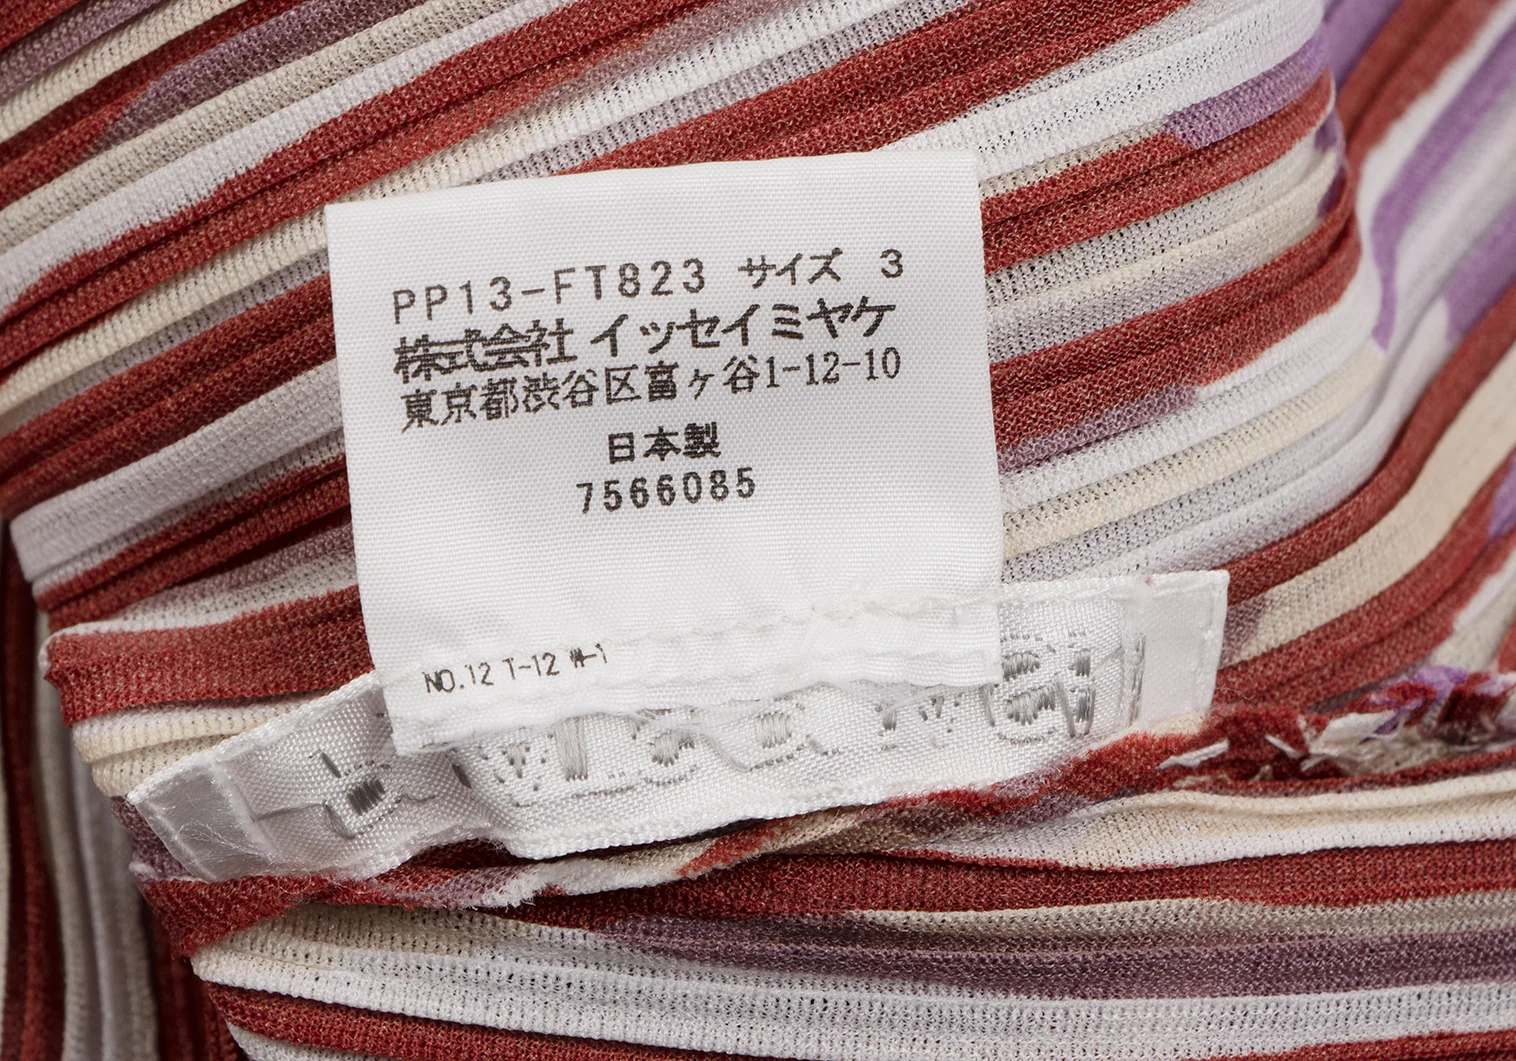 PP13-FT823 サイズ 3
株式会社 イッセイミヤケ
東京都渋谷区富ヶ谷1-12-10
日本製
7566085
NO.12 T-12 W-1